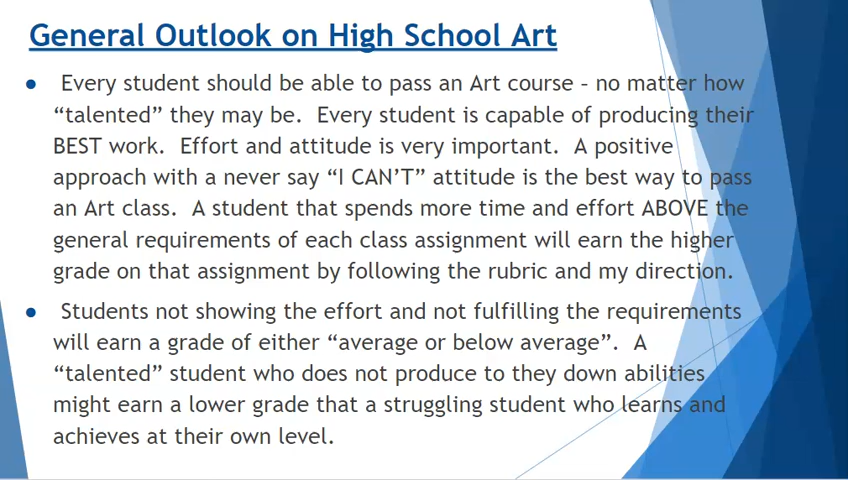 General Outlook on High School Art
● Every student should be able to pass an Art course – no matter how
“talented” they may be. Every student is capable of producing their
BEST work. Effort and attitude is very important. A positive
approach with a never say “I CAN’T” attitude is the best way to pass
an Art class. A student that spends more time and effort ABOVE the
general requirements of each class assignment will earn the higher
grade on that assignment by following the rubric and my direction.
● Students not showing the effort and not fulfilling the requirements
will earn a grade of either “average or below average”. A
“talented” student who does not produce to they down abilities
might earn a lower grade that a struggling student who learns and
achieves at their own level.